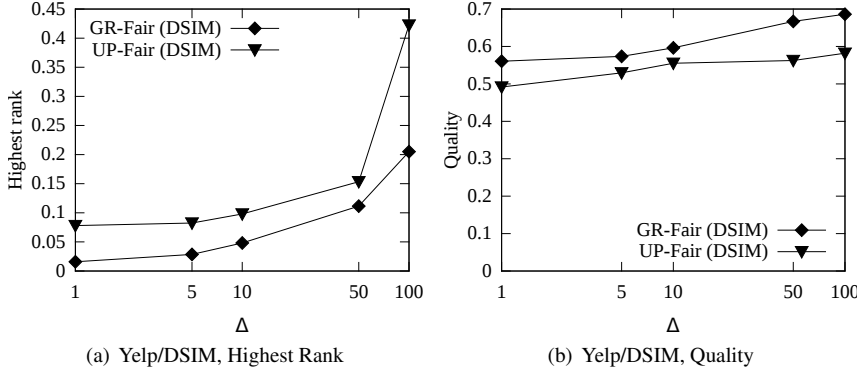 0.45
0.4
0.35
0.3
0.25
0.2
0.15
0.1
0.05
0
Highest rank
GR-Fair (DSIM)
UP-Fair (DSIM)
1 5 10 50 100
Δ
(a) Yelp/DSIM, Highest Rank
0.7
0.6
0.5
0.4
0.3
0.2
0.1
0
Quality
GR-Fair (DSIM)
UP-Fair (DSIM)
1 5 10 50 100
Δ
(b) Yelp/DSIM, Quality